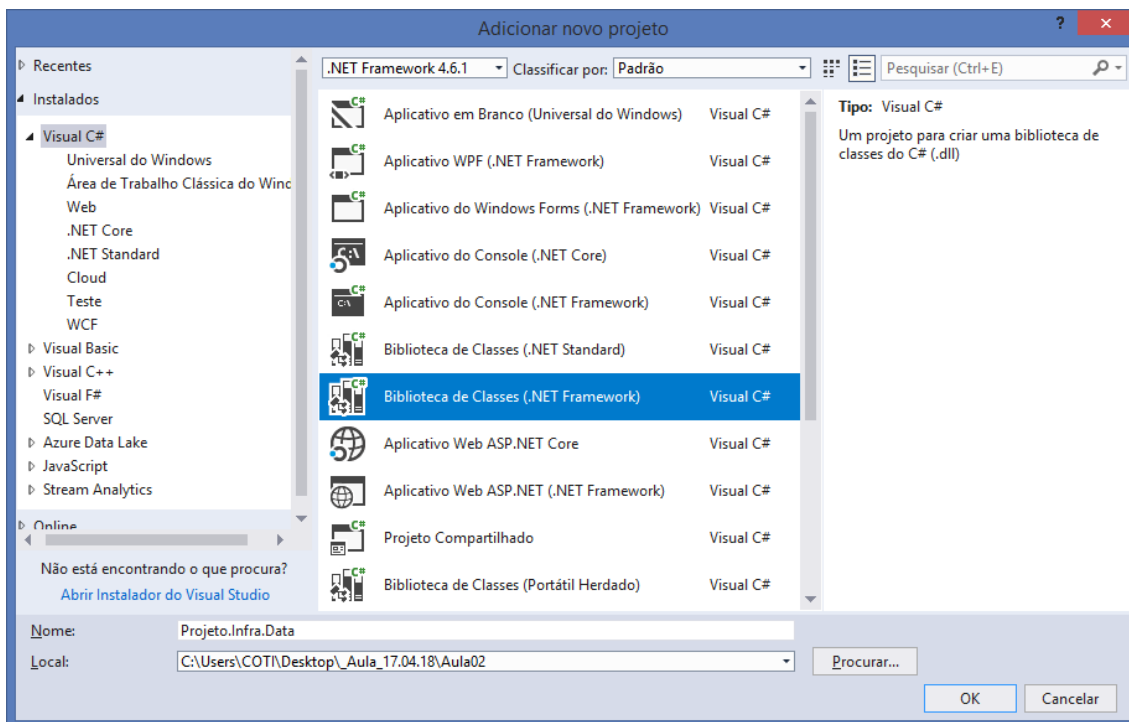 Adicionar novo projeto
?
×
Recentes
Instalados
Visual C#
Universal do Windows
Área de Trabalho Clássica do Wind
Web
.NET Core
.NET Standard
Cloud
Teste
WCF
Visual Basic
Visual C++
Visual F#
SQL Server
Azure Data Lake
JavaScript
Stream Analytics
Online
Não está encontrando o que procura?
Abrir Instalador do Visual Studio
.NET Framework 4.6.1 Classificar por: Padrão
Pesquisar (Ctrl+E)
Aplicativo em Branco (Universal do Windows) Visual C#
Aplicativo WPF (.NET Framework) Visual C#
Aplicativo do Windows Forms (.NET Framework) Visual C#
Aplicativo do Console (.NET Core) Visual C#
Aplicativo do Console (.NET Framework) Visual C#
Biblioteca de Classes (.NET Standard) Visual C#
Biblioteca de Classes (.NET Framework) Visual C#
Aplicativo Web ASP.NET Core Visual C#
Aplicativo Web ASP.NET (.NET Framework) Visual C#
Projeto Compartilhado Visual C#
Biblioteca de Classes (Portátil Herdado) Visual C#
Tipo: Visual C#
Um projeto para criar uma biblioteca de
classes do C# (.dll)
Nome: Projeto.Infra.Data
Local: C:\Users\COTI\Desktop\_Aula_17.04.18\Aula02
Procurar...
OK Cancelar